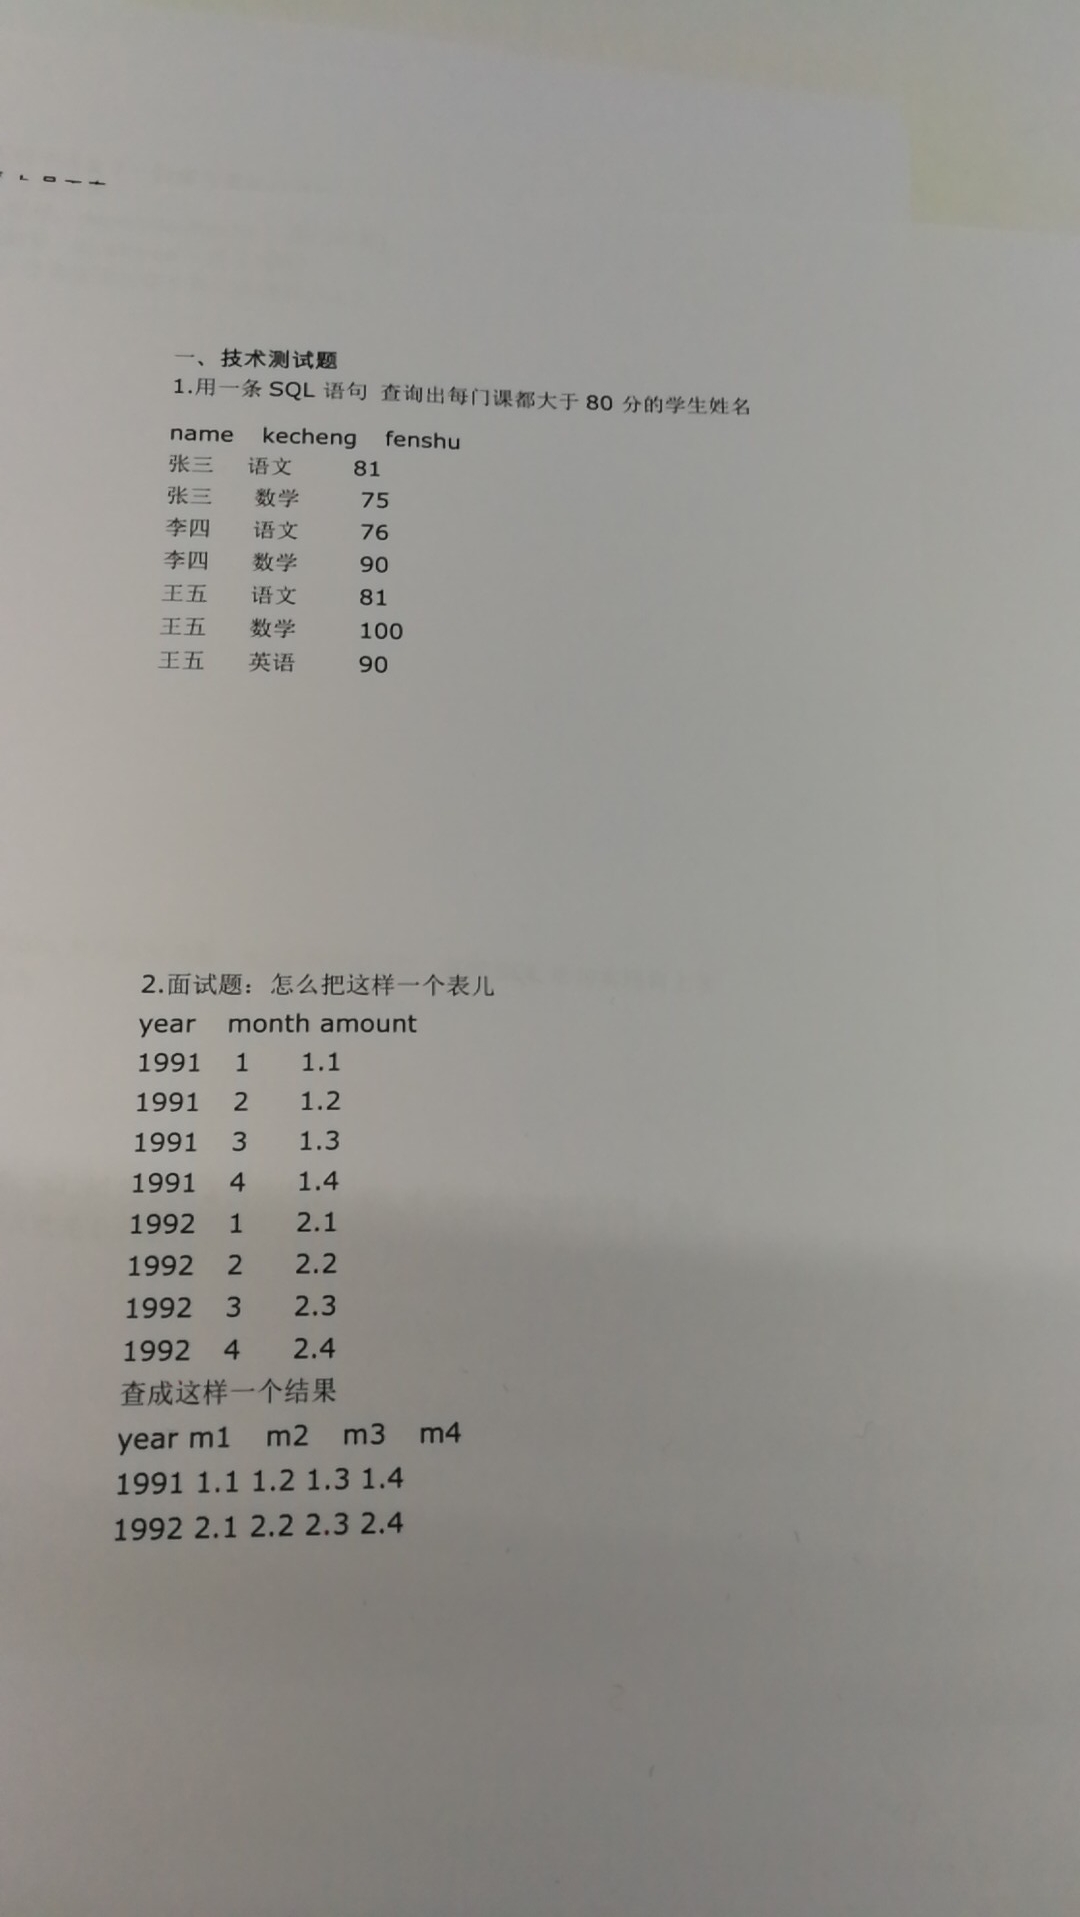 一、技术测试题
1.用一条 SQL 语句 查询出每门课都大于 80 分的学生姓名
name kecheng fenshu
张三 语文 81
张三 数学 75
李四 语文 76
李四 数学 90
王五 语文 81
王五 数学 100
王五 英语 90
2.面试题：怎么把这样一个表儿
year month amount
1991 1 1.1
1991 2 1.2
1991 3 1.3
1991 4 1.4
1992 1 2.1
1992 2 2.2
1992 3 2.3
1992 4 2.4
查成这样一个结果
year m1 m2 m3 m4
1991 1.1 1.2 1.3 1.4
1992 2.1 2.2 2.3 2.4